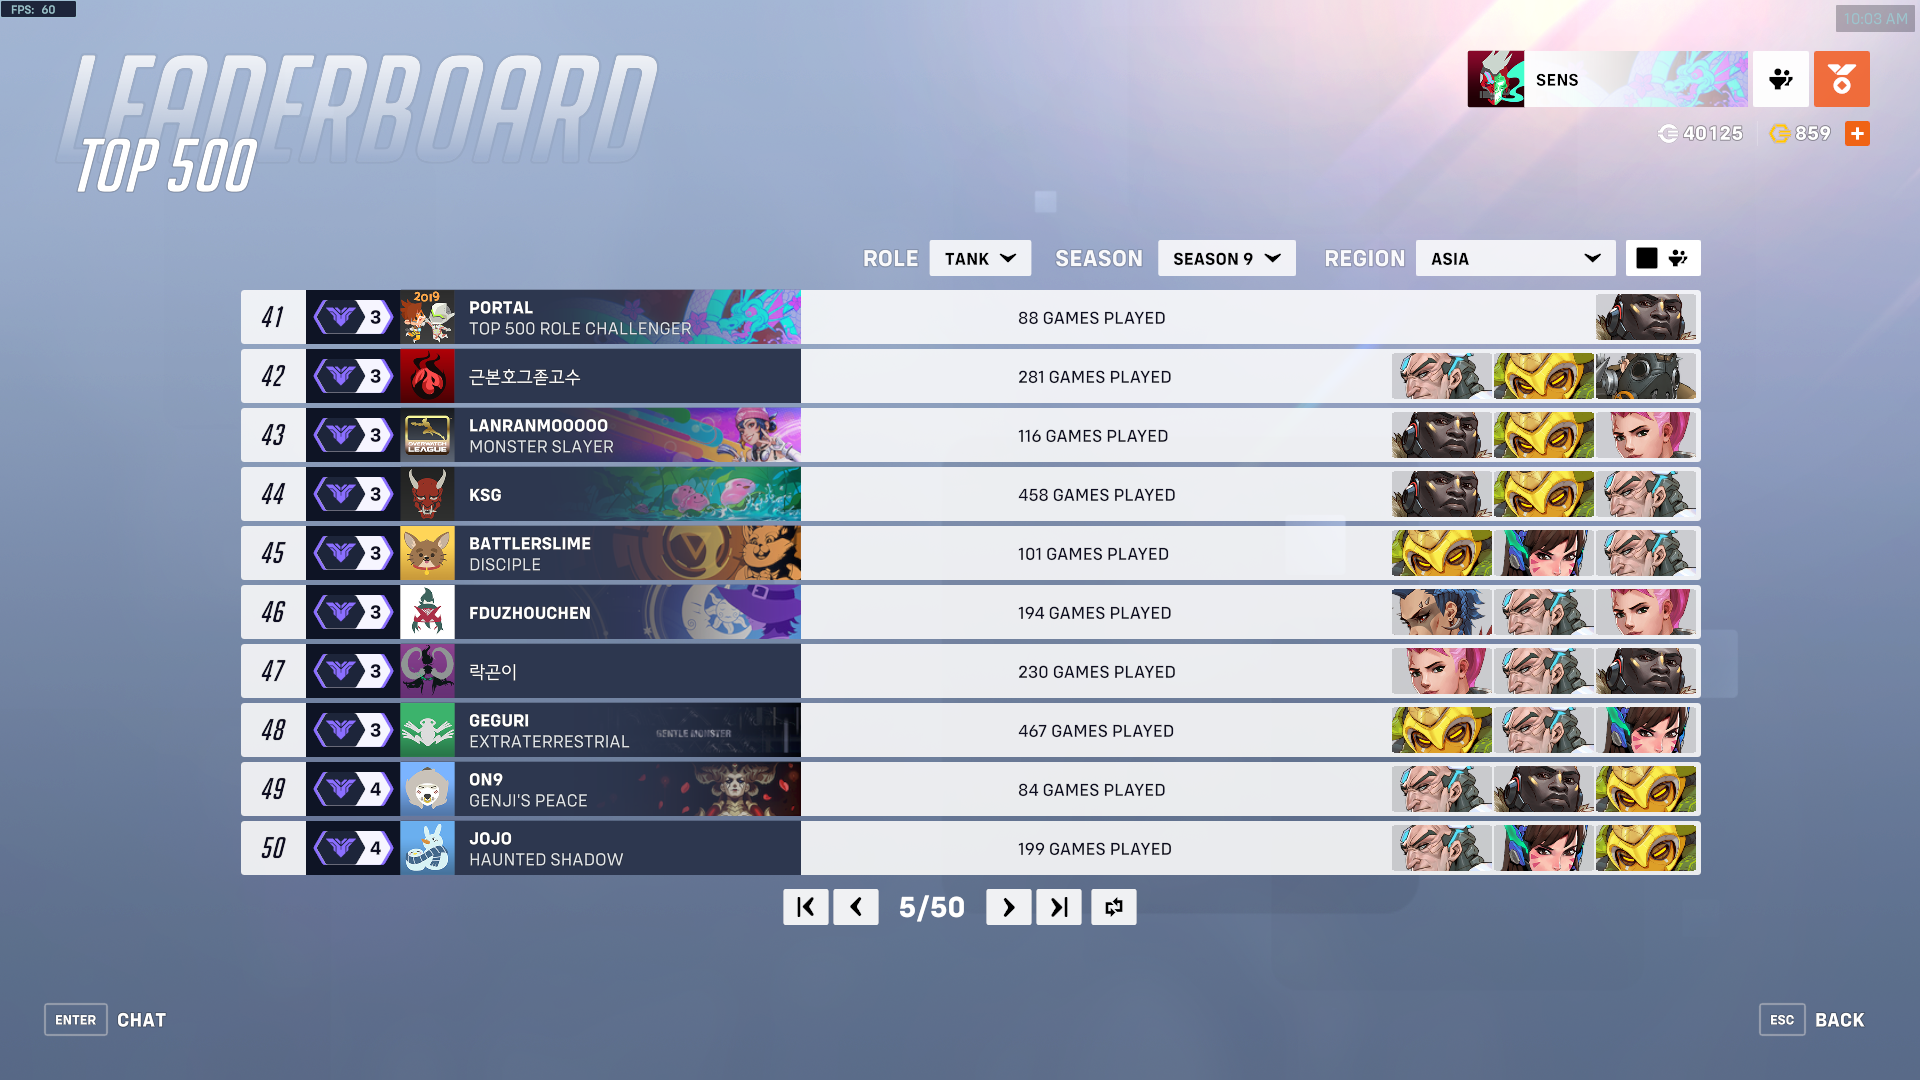 FPS: 60
10:03 AM
LEADERBOARD
TOP 500
SENS
40125
859
ROLE
TANK
SEASON
SEASON 9
REGION
ASIA
41
3
2019
PORTAL
TOP 500 ROLE CHALLENGER
88 GAMES PLAYED
42
3
근본호그좉고수
281 GAMES PLAYED
43
3
OVERWATCH
LEAGUE
LANRANMOOOOO
MONSTER SLAYER
116 GAMES PLAYED
44
3
KSG
458 GAMES PLAYED
45
3
BATTLERSLIME
DISCIPLE
101 GAMES PLAYED
46
3
FDUZHOUCHEN
194 GAMES PLAYED
47
3
락곤이
230 GAMES PLAYED
48
3
GEGURI
EXTRATERRESTRIAL
GENTLE MONSTER
467 GAMES PLAYED
49
4
ON9
GENJI'S PEACE
84 GAMES PLAYED
50
4
JOJO
HAUNTED SHADOW
199 GAMES PLAYED
5/50
ENTER
CHAT
ESC
BACK